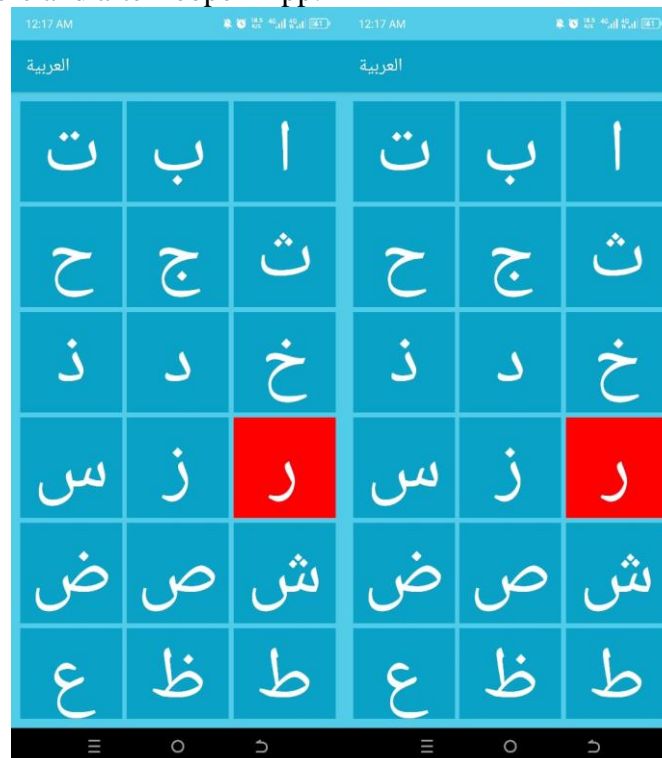 12:17 AM
العربية
ا ب ت
ث ج ح
خ د ذ
ر ز س
ش ص ض
ط ظ ع
12:17 AM
العربية
ا ب ت
ث ج ح
خ د ذ
ر ز س
ش ص ض
ط ظ ع